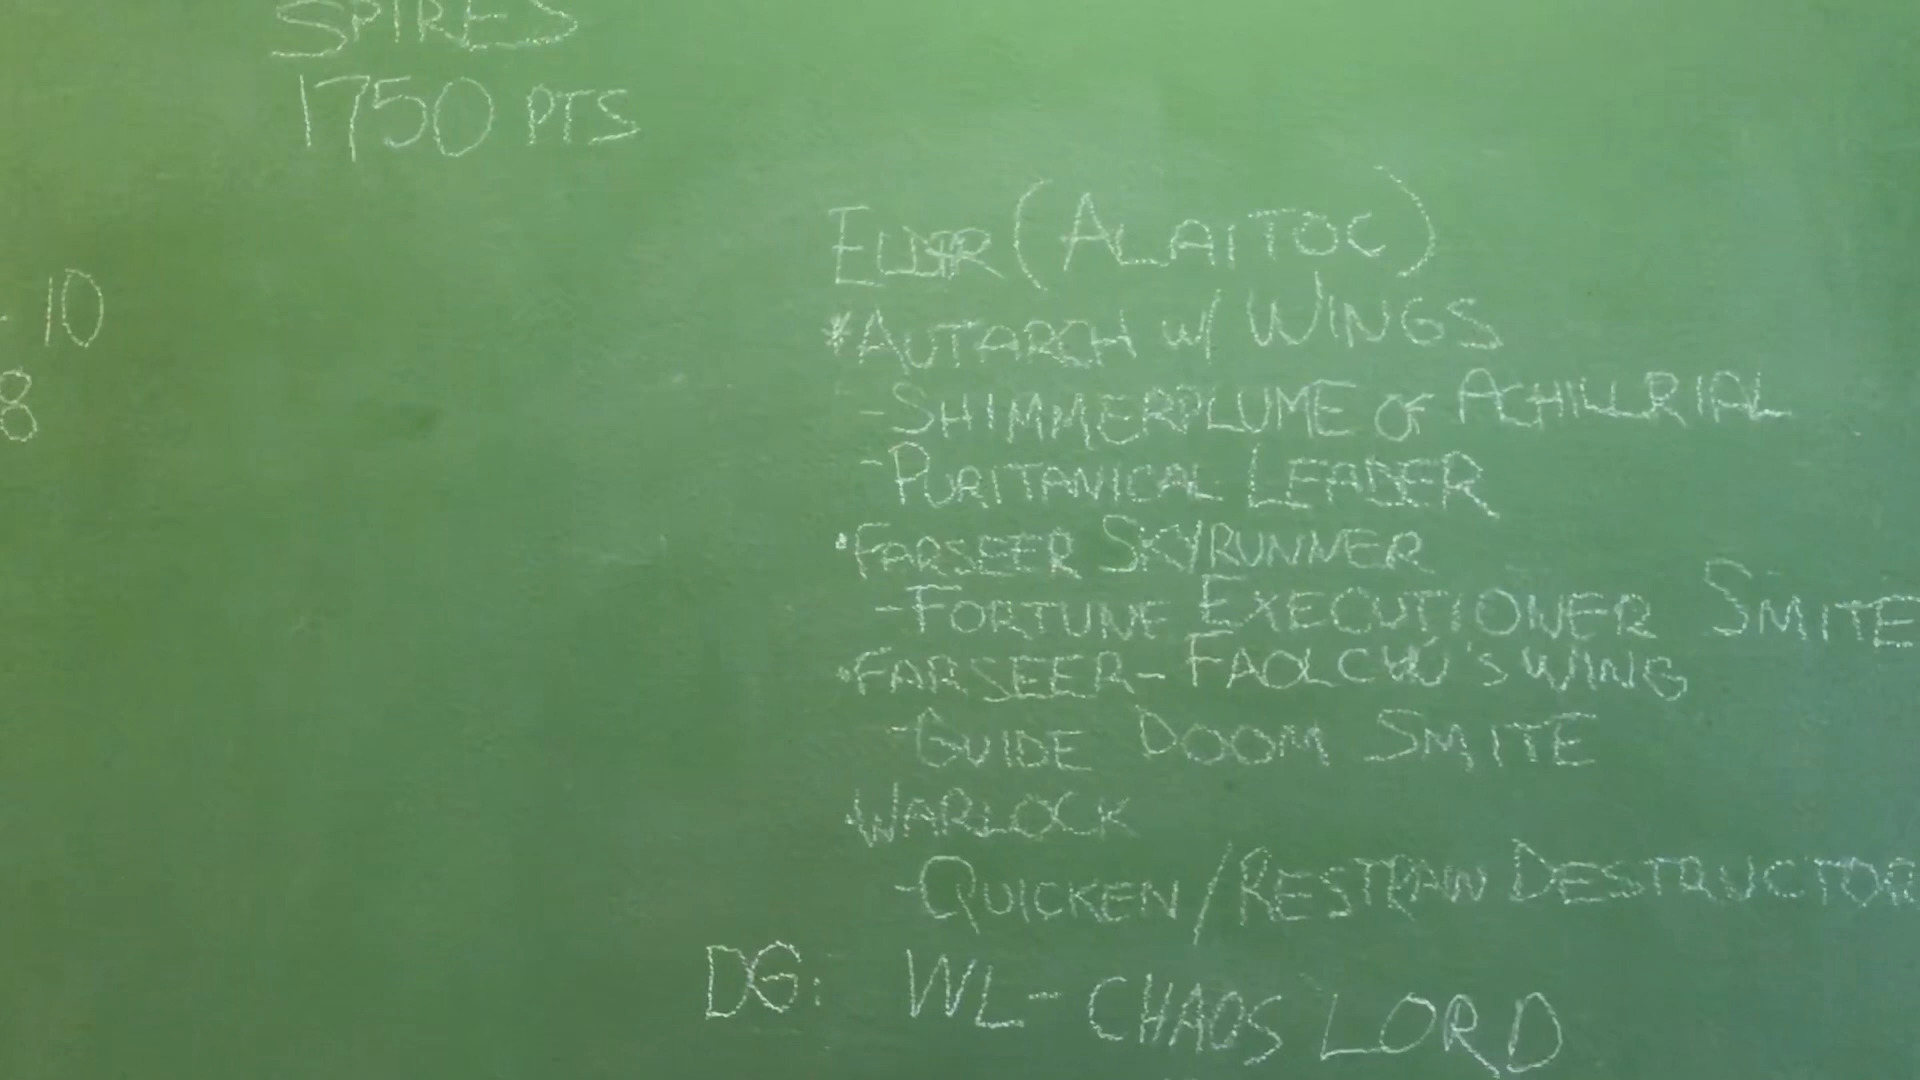 SPIRES
1750 PTS
- 10
8
ELDAR (ALAITOC)
*AUTARCH W/ WINGS
-SHIMMERPLUME OF ACHILLRIAL
-PURITANICAL LEADER
•FARSEER SKYRUNNER
-FORTUNE EXECUTIONER SMITE
•FARSEER- FAOLCHU'S WING
-GUIDE DOOM SMITE
•WARLOCK
-QUICKEN/RESTRAIN DESTRUCTOR
DG: WL- CHAOS LORD